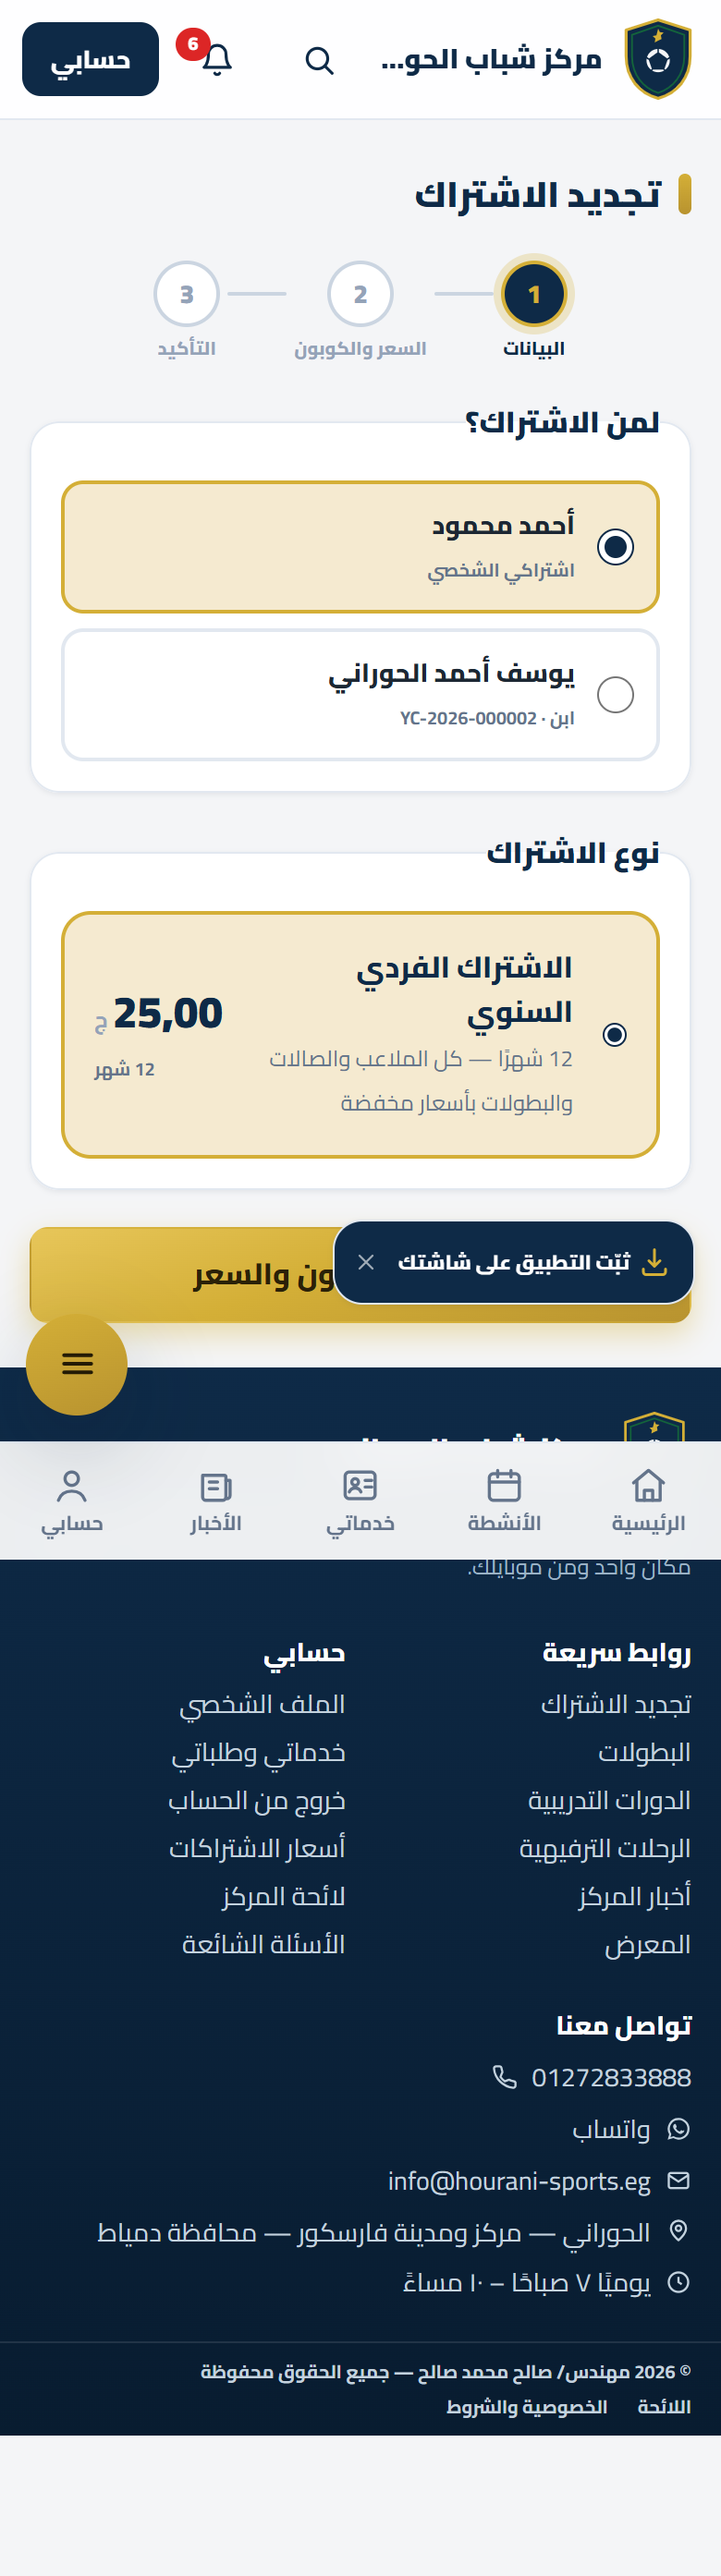 مركز شباب الحو...
6
حسابي
تجديد الاشتراك
1
2
3
البيانات
السعر والكوبون
التأكيد
لمن الاشتراك؟
أحمد محمود
اشتراكي الشخصي
يوسف أحمد الحوراني
ابن · YC-2026-000002
نوع الاشتراك
الاشتراك الفردي
السنوي
12 شهرًا — كل الملاعب والصالات
والبطولات بأسعار مخفضة
25,00 ج
12 شهر
ثبّت التطبيق على شاشتك
والسعر
الرئيسية
الأنشطة
خدماتي
الأخبار
حسابي
مكان واحد ومن موبايلك.
روابط سريعة
تجديد الاشتراك
البطولات
الدورات التدريبية
الرحلات الترفيهية
أخبار المركز
المعرض
حسابي
الملف الشخصي
خدماتي وطلباتي
خروج من الحساب
أسعار الاشتراكات
لائحة المركز
الأسئلة الشائعة
تواصل معنا
01272833888
واتساب
info@hourani-sports.eg
الحوراني — مركز ومدينة فارسكور — محافظة دمياط
يوميًا ٧ صباحًا – ١٠ مساءً
© 2026 مهندس/ صالح محمد صالح — جميع الحقوق محفوظة
اللائحة
الخصوصية والشروط